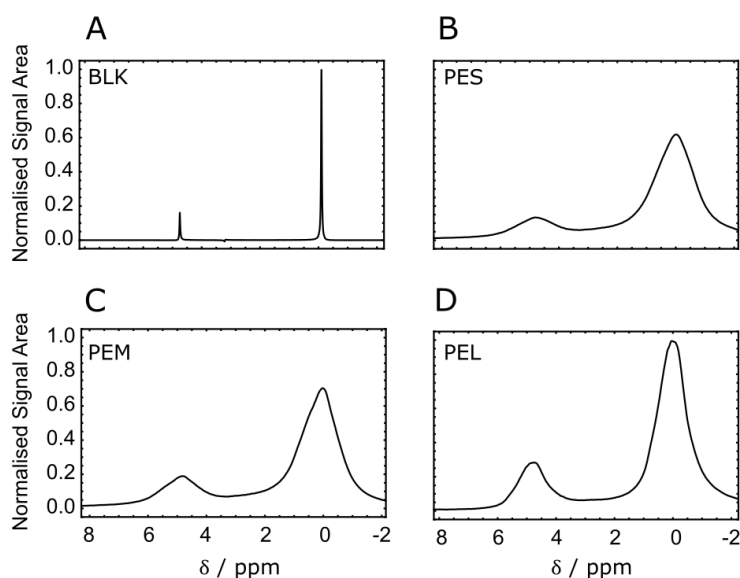 A
B
Normalised Signal Area
1.0
0.8
0.6
0.4
0.2
0.0
BLK
PES
C
D
Normalised Signal Area
1.0
0.8
0.6
0.4
0.2
0.0
PEM
PEL
8 6 4 2 0 -2
8 6 4 2 0 -2
δ / ppm
δ / ppm